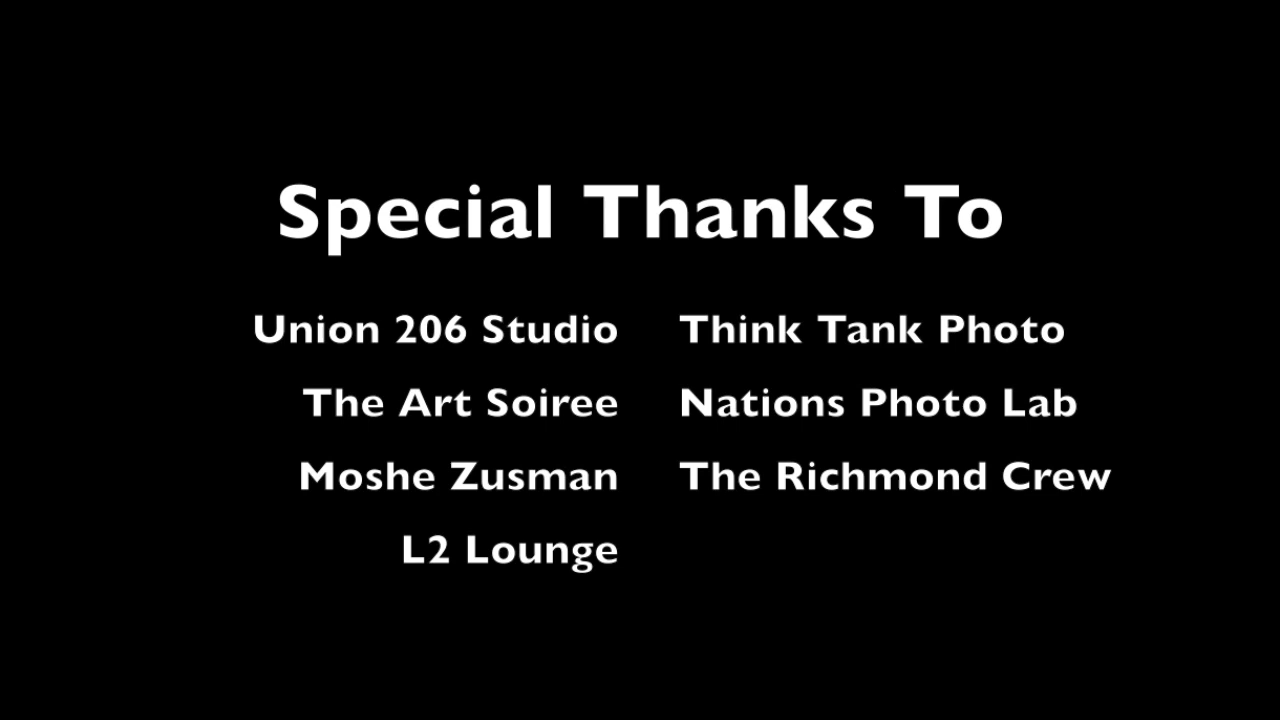 Special Thanks To
Union 206 Studio
The Art Soiree
Moshe Zusman
L2 Lounge
Think Tank Photo
Nations Photo Lab
The Richmond Crew